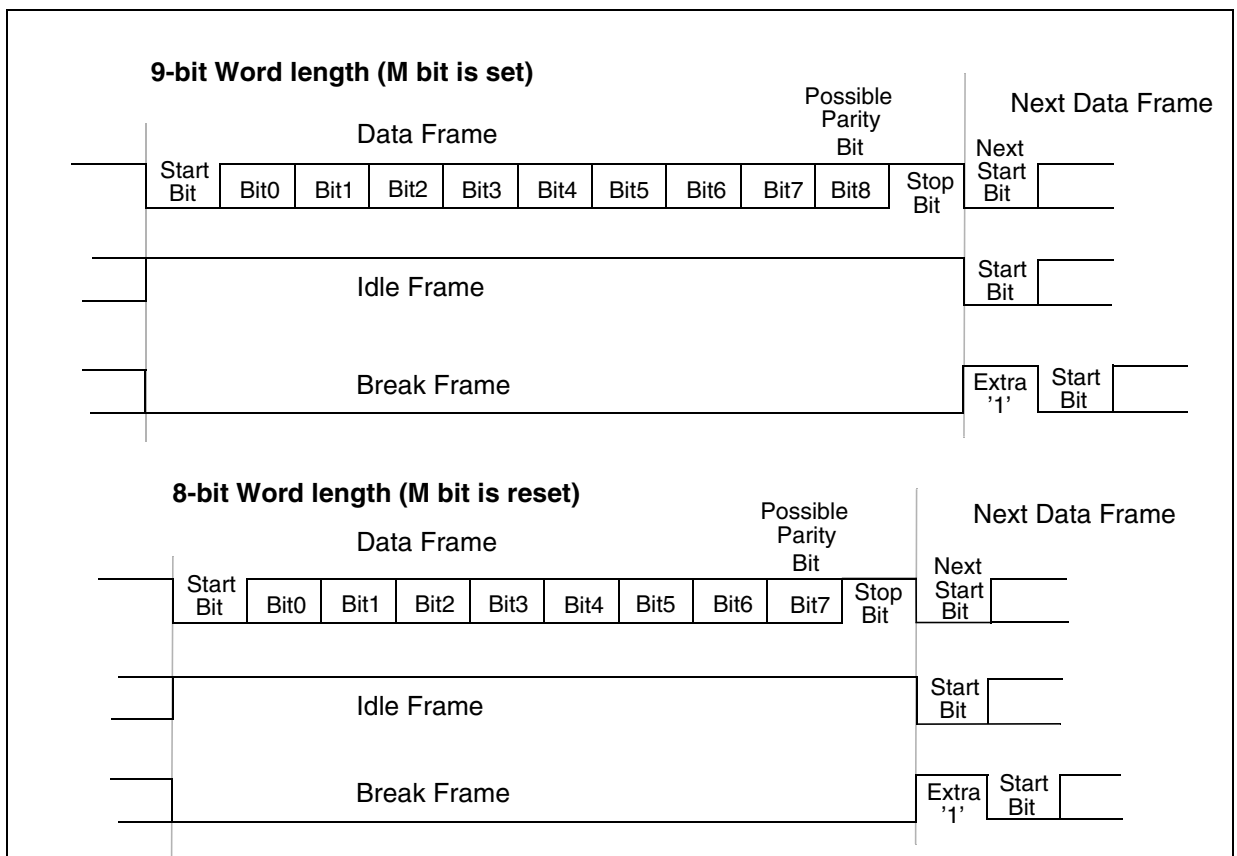 9-bit Word length (M bit is set)
Possible
Parity
Bit
Next Data Frame
Data Frame
Start
Bit
Bit0
Bit1
Bit2
Bit3
Bit4
Bit5
Bit6
Bit7
Bit8
Stop
Bit
Next
Start
Bit
Idle Frame
Start
Bit
Break Frame
Extra
'1'
Start
Bit
8-bit Word length (M bit is reset)
Possible
Parity
Bit
Next Data Frame
Data Frame
Start
Bit
Bit0
Bit1
Bit2
Bit3
Bit4
Bit5
Bit6
Bit7
Stop
Bit
Next
Start
Bit
Idle Frame
Start
Bit
Break Frame
Extra
'1'
Start
Bit